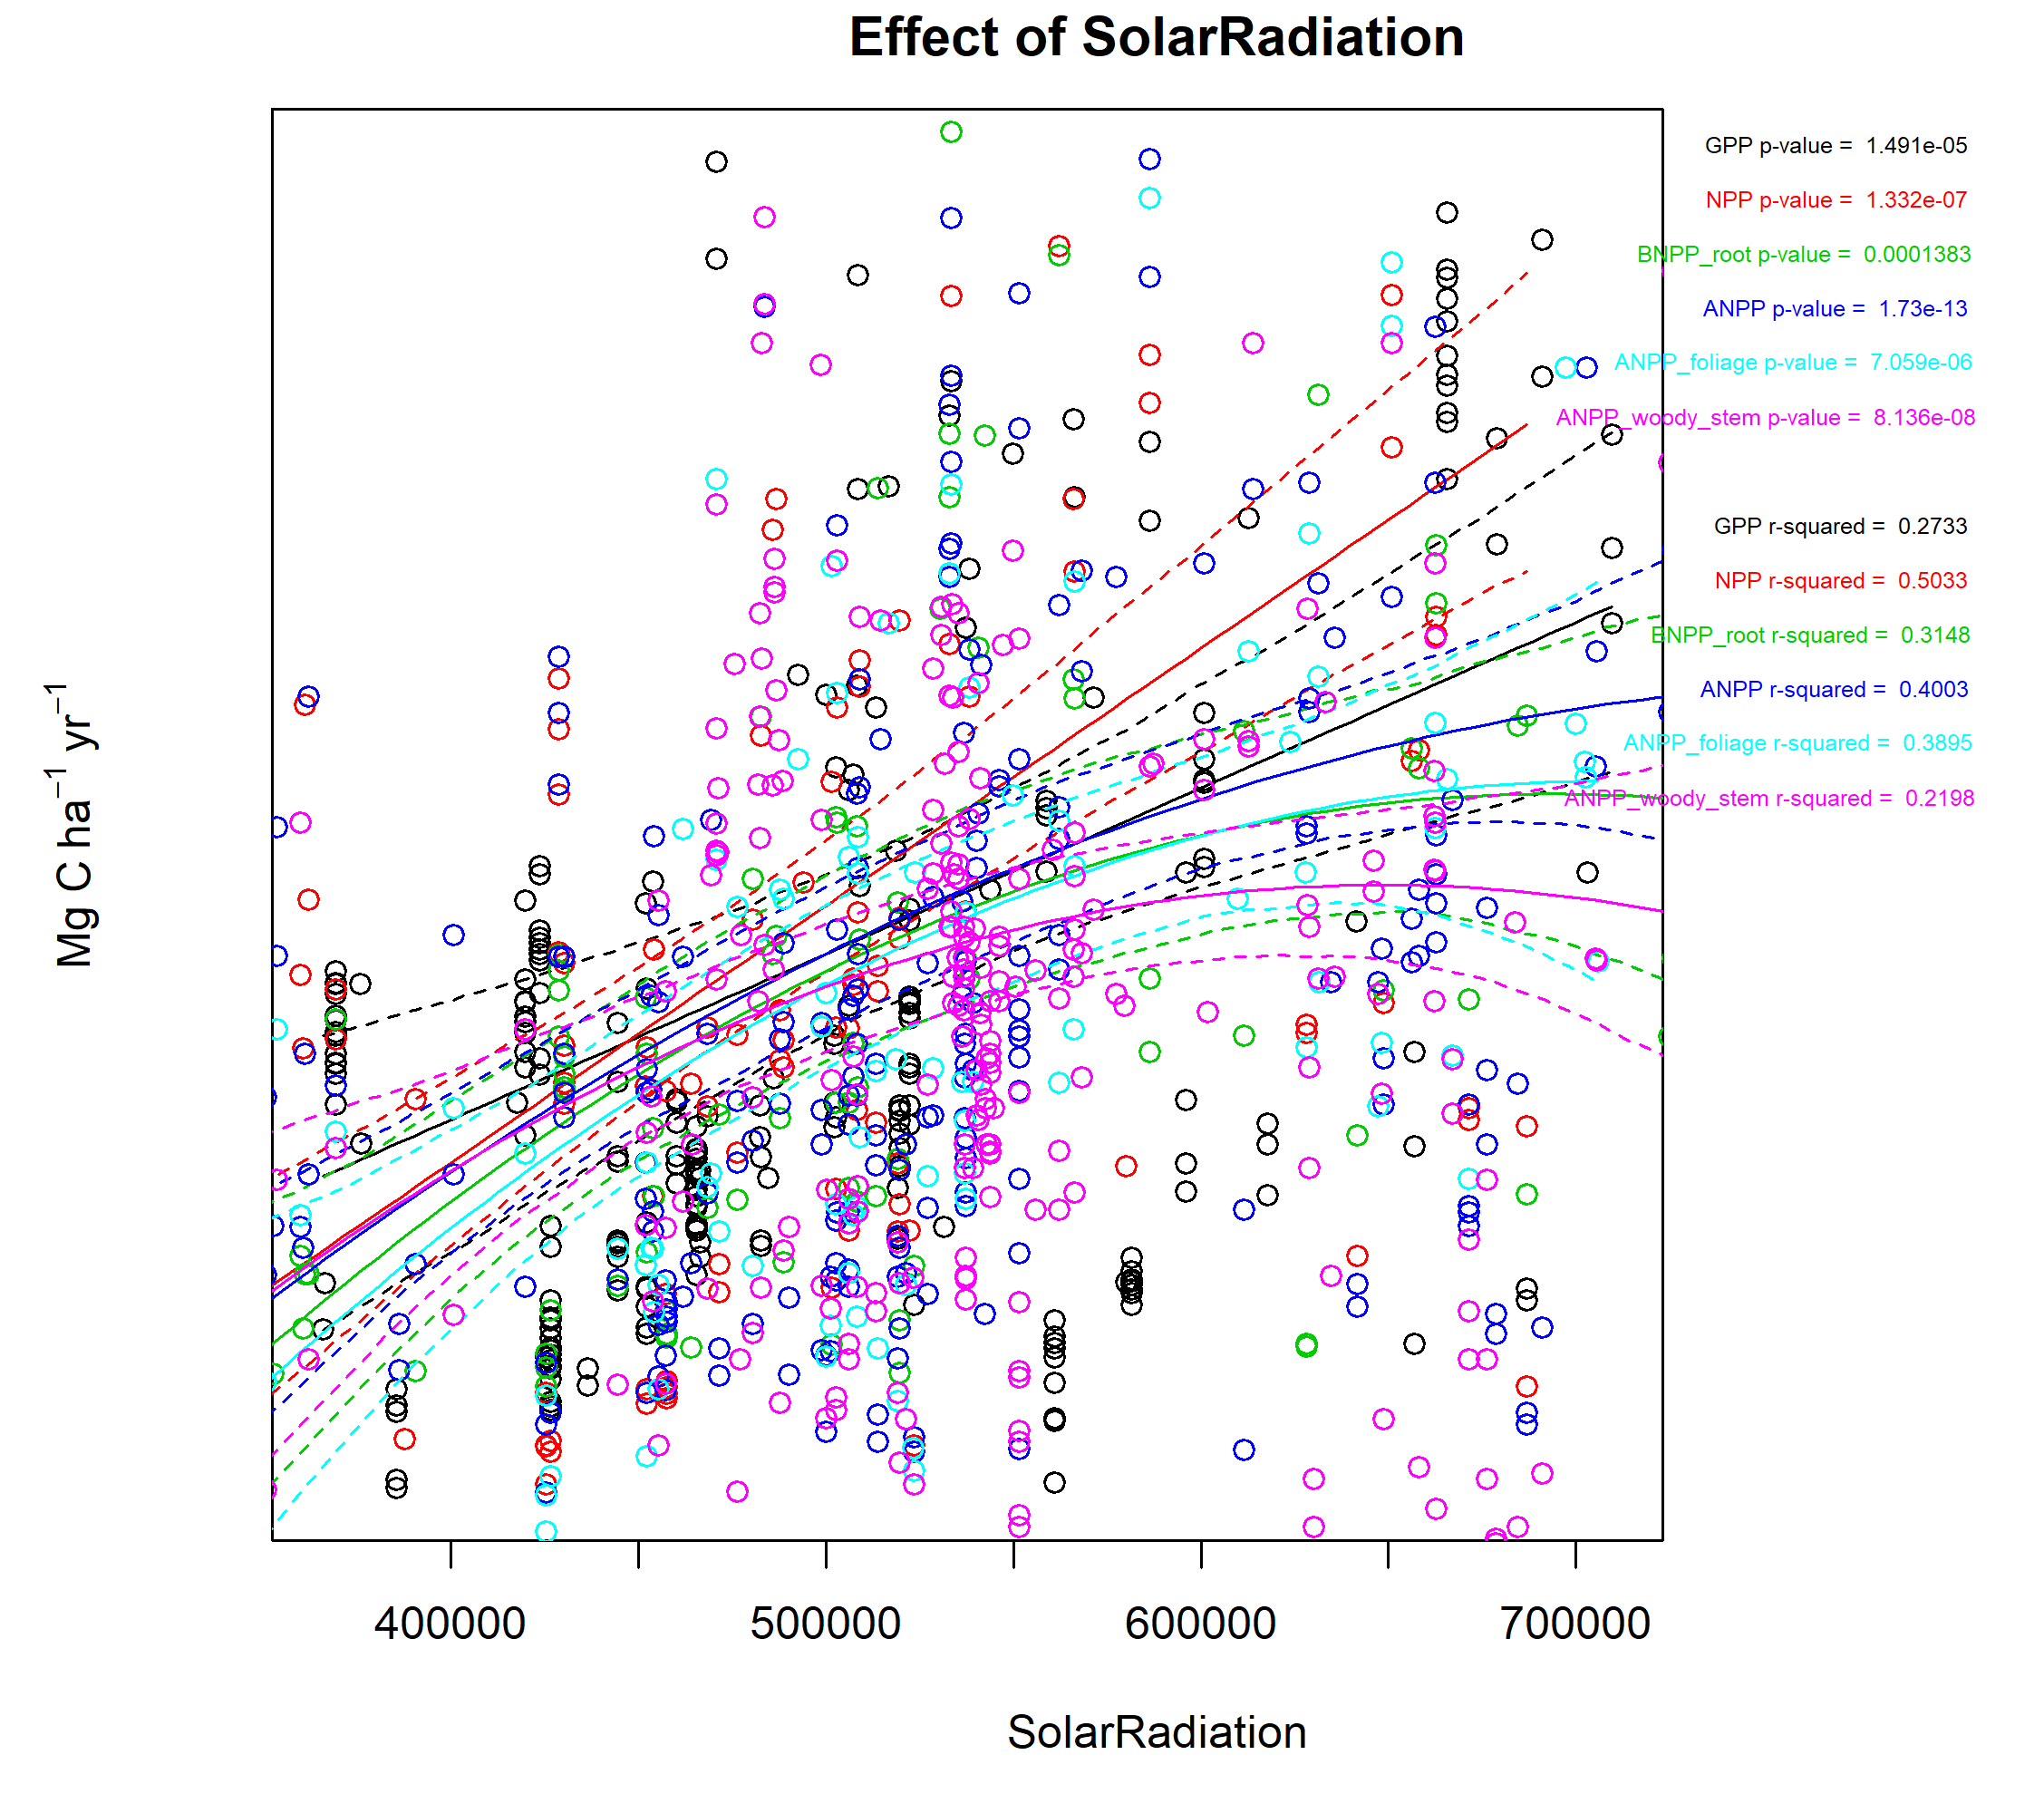 Effect of SolarRadiation
GPP p-value = 1.491e-05
NPP p-value = 1.332e-07
BNPP_root p-value = 0.0001383
ANPP p-value = 1.73e-13
ANPP_foliage p-value = 7.059e-06
ANPP_woody_stem p-value = 8.136e-08
GPP r-squared = 0.2733
NPP r-squared = 0.5033
BNPP_root r-squared = 0.3148
ANPP r-squared = 0.4003
ANPP_foliage r-squared = 0.3895
ANPP_woody_stem r-squared = 0.2198
Mg C ha⁻¹ yr⁻¹
400000 500000 600000 700000
SolarRadiation